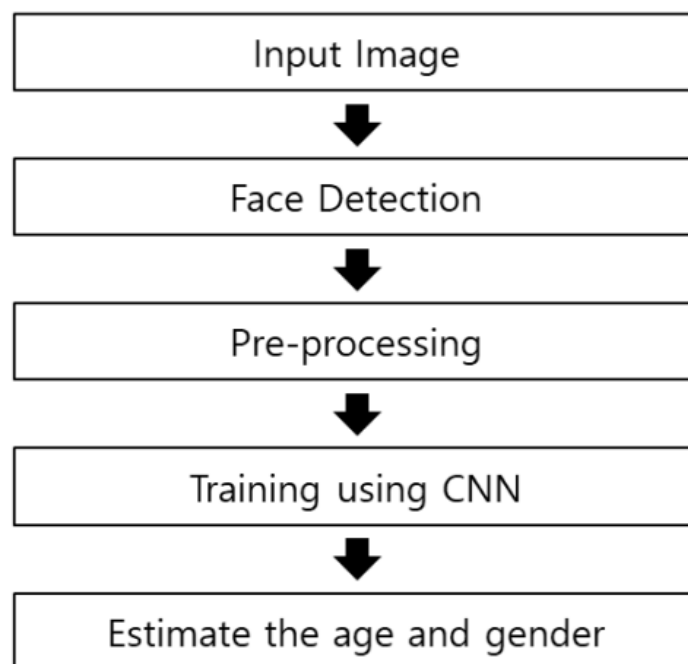 Input Image
Face Detection
Pre-processing
Training using CNN
Estimate the age and gender